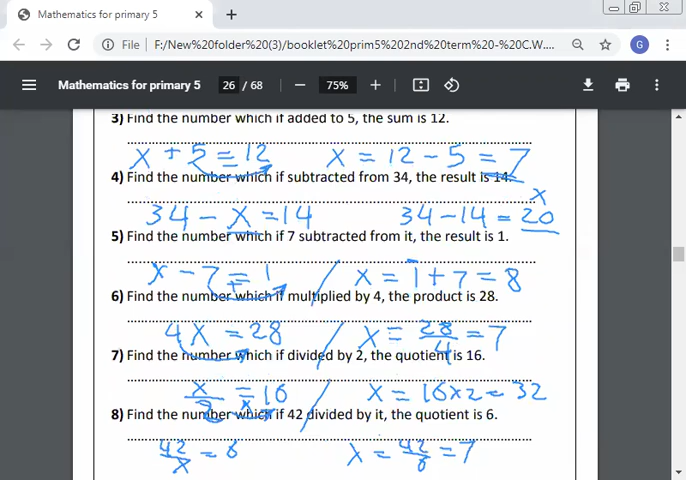 Mathematics for primary 5
File | F:/New%20folder%20(3)/booklet%20prim5%202nd%20term%20-%20C.W....
G
Mathematics for primary 5 26 / 68 — 75% +
3) Find the number which if added to 5, the sum is 12.
x + 5 = 12 x = 12 - 5 = 7
4) Find the number which if subtracted from 34, the result is 14.
x
34 - x = 14 34 - 14 = 20
5) Find the number which if 7 subtracted from it, the result is 1.
x - 7 = 1 / x = 1 + 7 = 8
+
6) Find the number which if multiplied by 4, the product is 28.
4x = 28 / x = 28/4 = 7
7) Find the number which if divided by 2, the quotient is 16.
x/2 = 16 / x = 16 x 2 = 32
x
8) Find the number which if 42 divided by it, the quotient is 6.
42/x = 6 x = 42/6 = 7